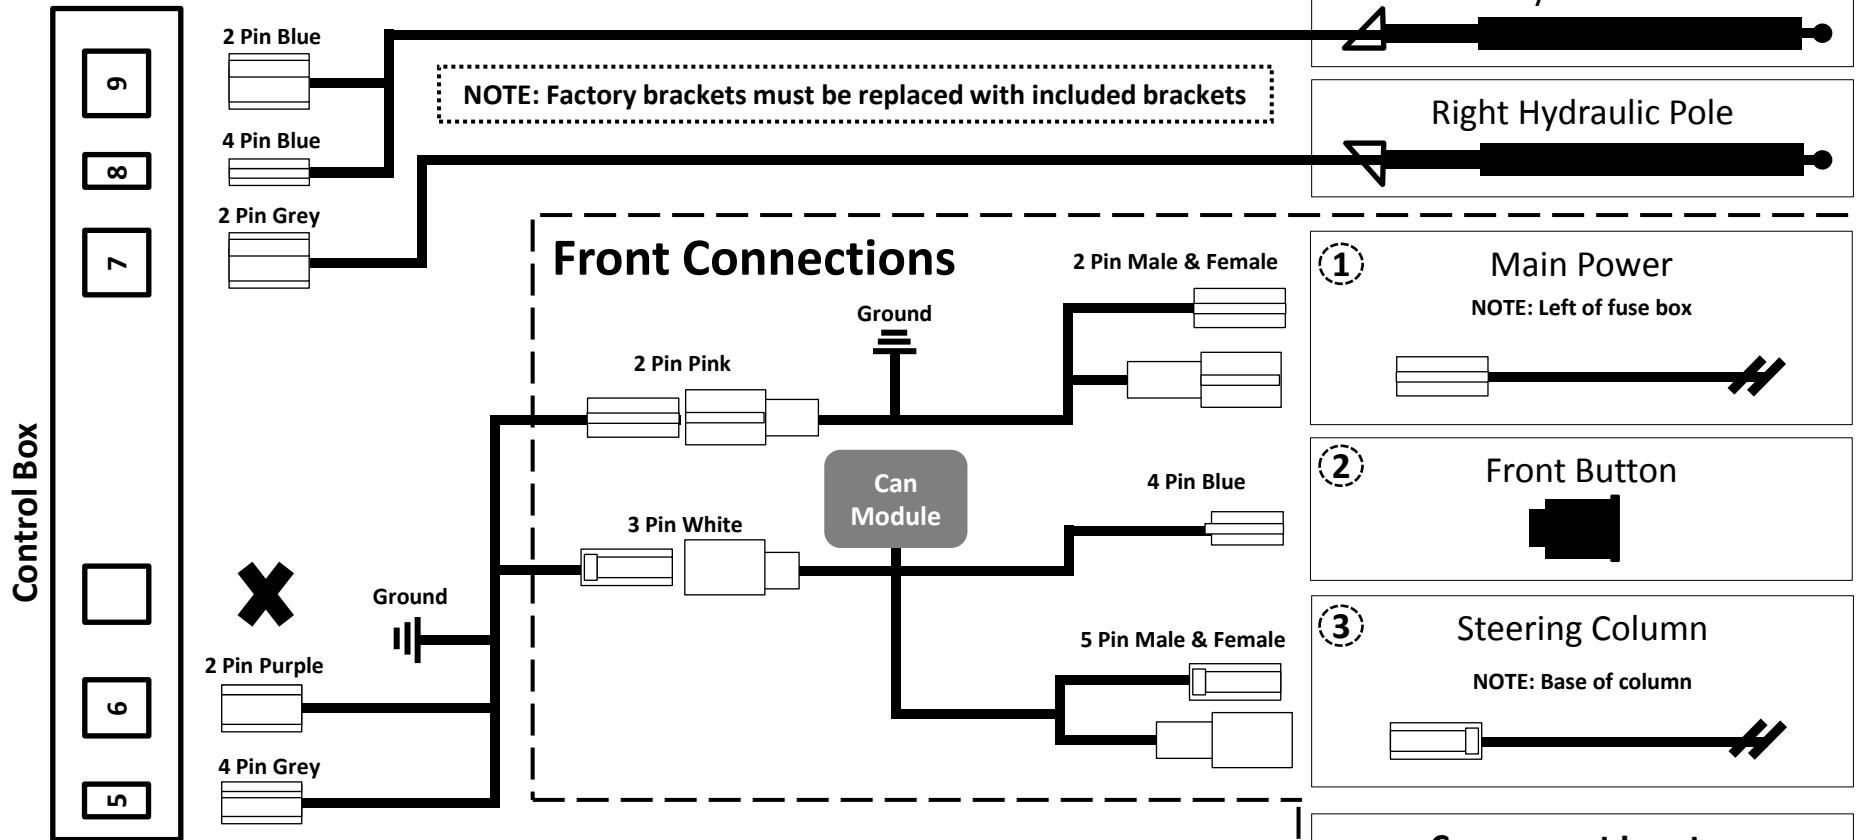 2 Pin Blue
9
NOTE: Factory brackets must be replaced with included brackets
Right Hydraulic Pole
4 Pin Blue
8
2 Pin Grey
7
Front Connections
2 Pin Male & Female
Ground
2 Pin Pink
1
Main Power
NOTE: Left of fuse box
Control Box
Can
Module
3 Pin White
4 Pin Blue
2
Front Button
Ground
2 Pin Purple
6
5 Pin Male & Female
3
Steering Column
NOTE: Base of column
4 Pin Grey
5